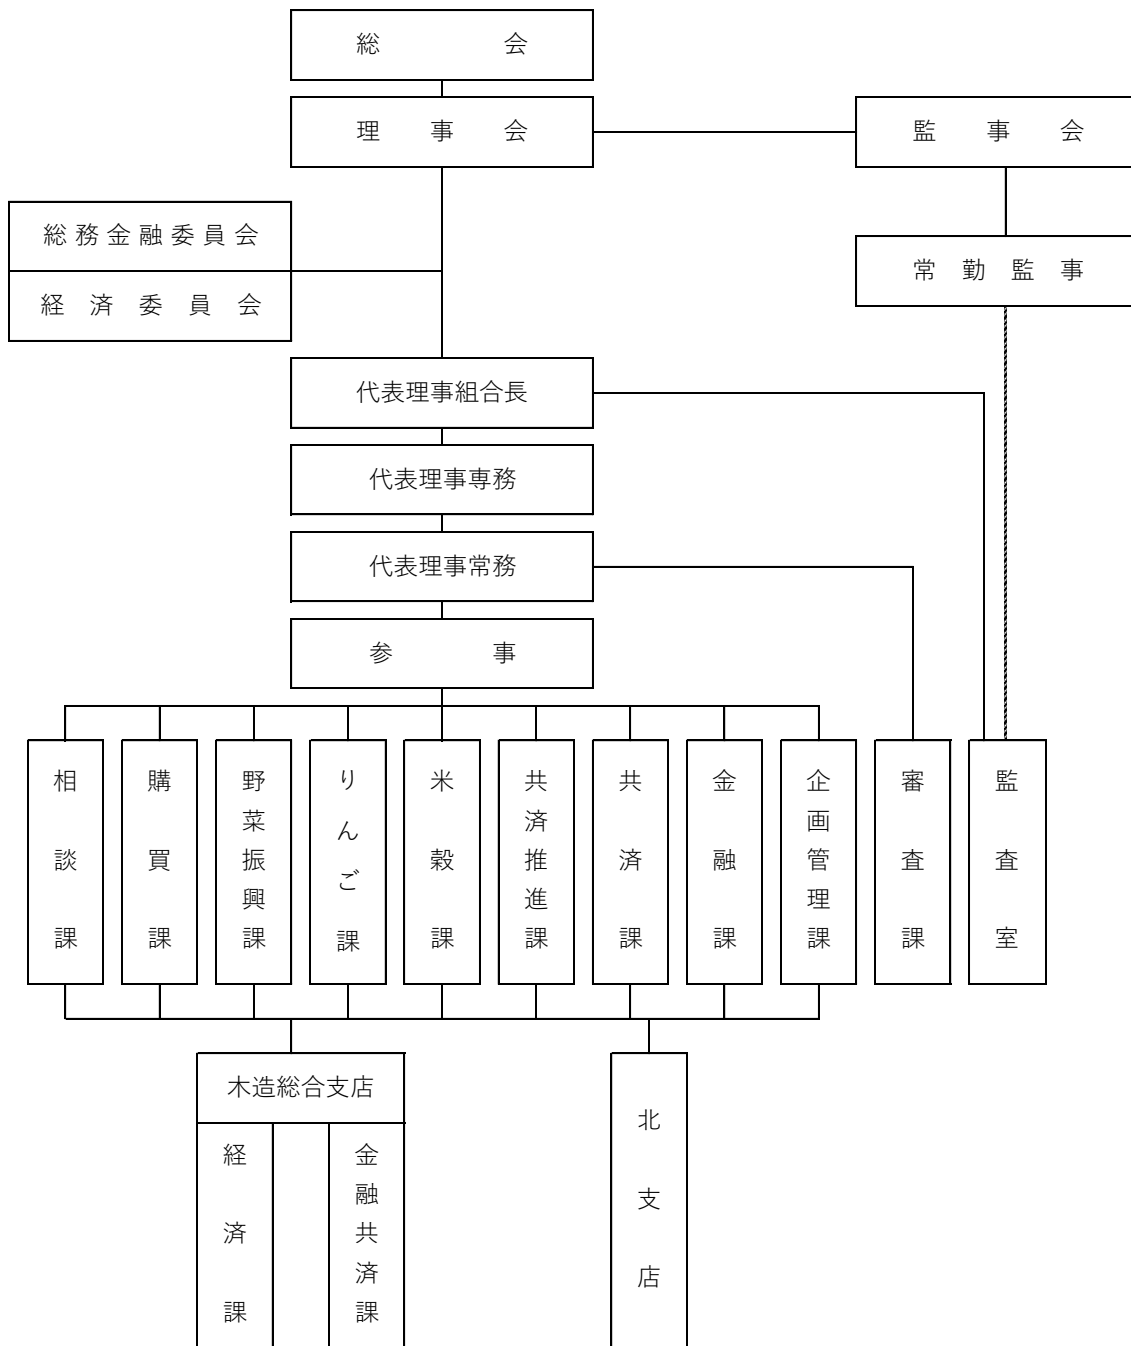 総会
理事会
監事会
総務金融委員会
経済委員会
常勤監事
代表理事組合長
代表理事専務
代表理事常務
参事
相談課
購買課
野菜振興課
りんご課
米穀課
共済推進課
共済課
金融課
企画管理課
審査課
監査室
木造総合支店
経済課
金融共済課
北支店